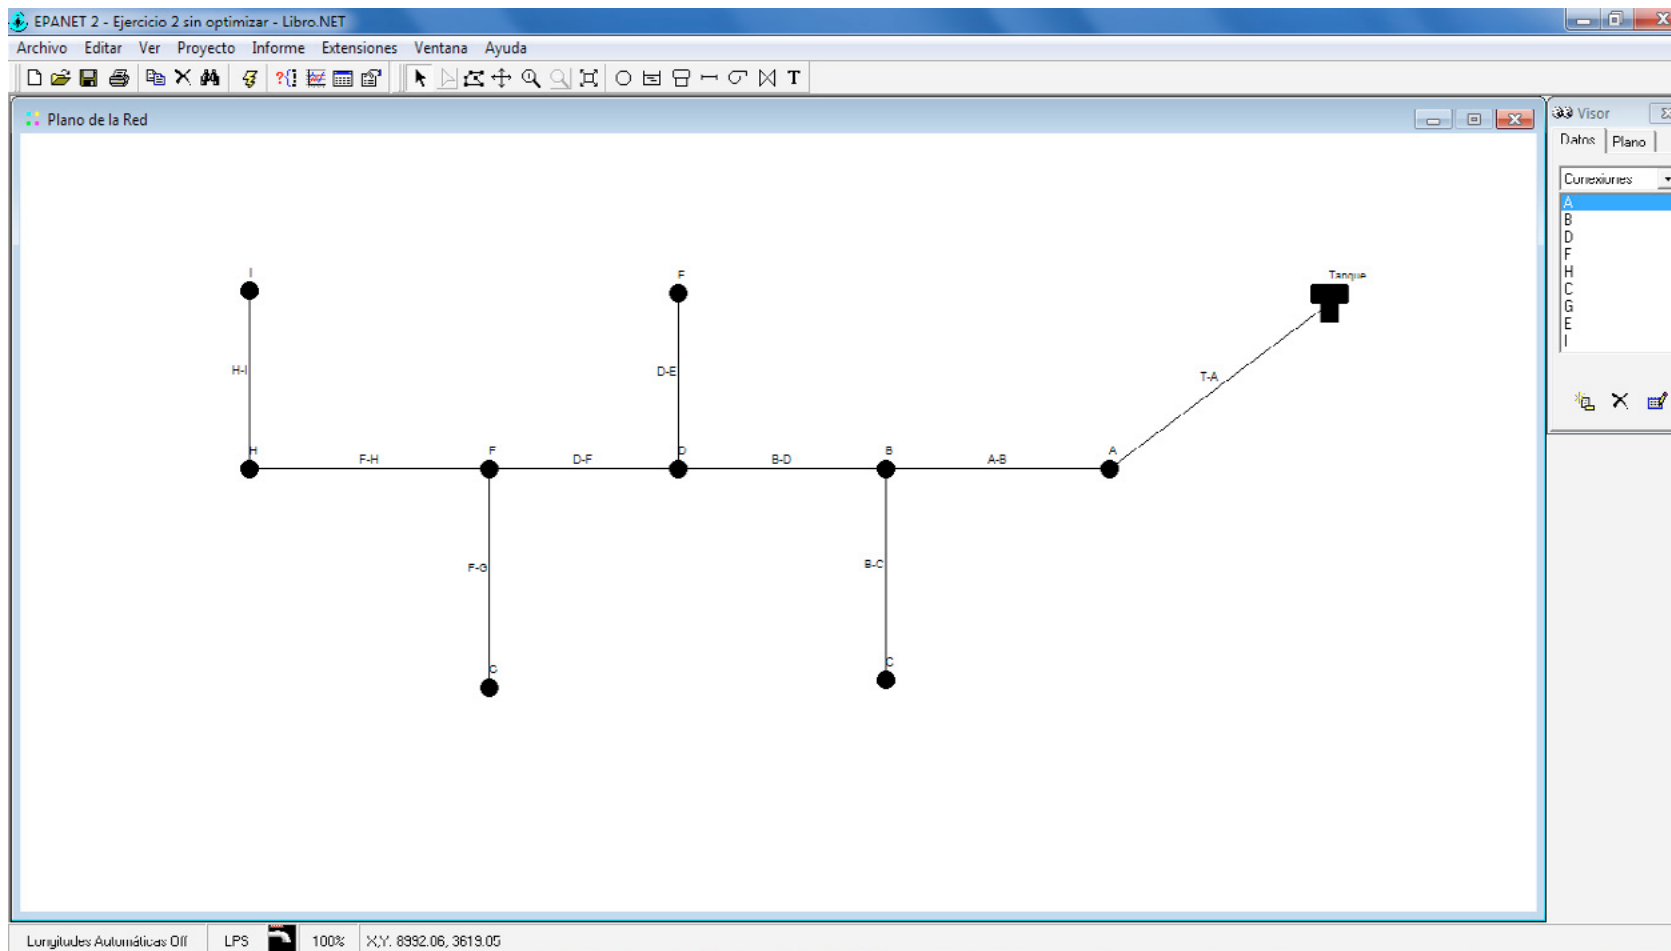 EPANET 2 - Ejercicio 2 sin optimizar - Libro.NET
Archivo Editar Ver Proyecto Informe Extensiones Ventana Ayuda
T
Plano de la Red
Visor
Datos Plano
Conexiones
A
B
D
F
H
C
G
E
I
I
E
Tanque
H-I
D-E
T-A
H
F-H
F
D-F
D
B-D
B
A-B
A
F-G
B-C
G
C
Longitudes Automáticas Off LPS 100% X,Y: 8992.06, 3619.05